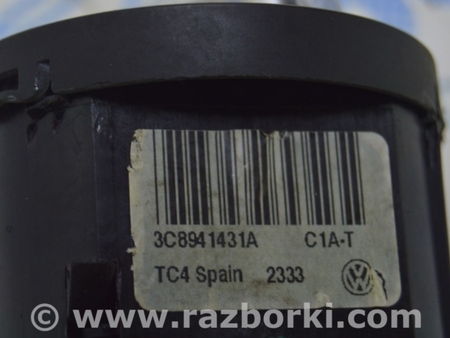 3C8941431A C1A-T
TC4 Spain 2333
© www.razborki.com